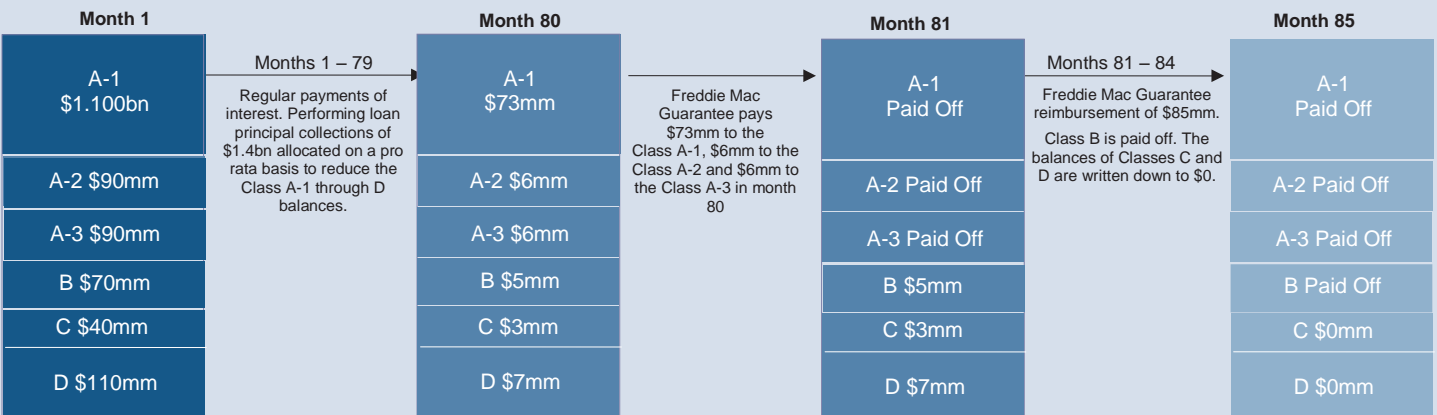 Month 1
A-1
$1.100bn
A-2 $90mm
A-3 $90mm
B $70mm
C $40mm
D $110mm
Months 1 – 79
Regular payments of
interest. Performing loan
principal collections of
$1.4bn allocated on a pro
rata basis to reduce the
Class A-1 through D
balances.
Month 80
A-1
$73mm
A-2 $6mm
A-3 $6mm
B $5mm
C $3mm
D $7mm
Freddie Mac
Guarantee pays
$73mm to the
Class A-1, $6mm to the
Class A-2 and $6mm to
the Class A-3 in month
80
Month 81
A-1
Paid Off
A-2 Paid Off
A-3 Paid Off
B $5mm
C $3mm
D $7mm
Months 81 – 84
Freddie Mac Guarantee
reimbursement of $85mm.
Class B is paid off. The
balances of Classes C and
D are written down to $0.
Month 85
A-1
Paid Off
A-2 Paid Off
A-3 Paid Off
B Paid Off
C $0mm
D $0mm